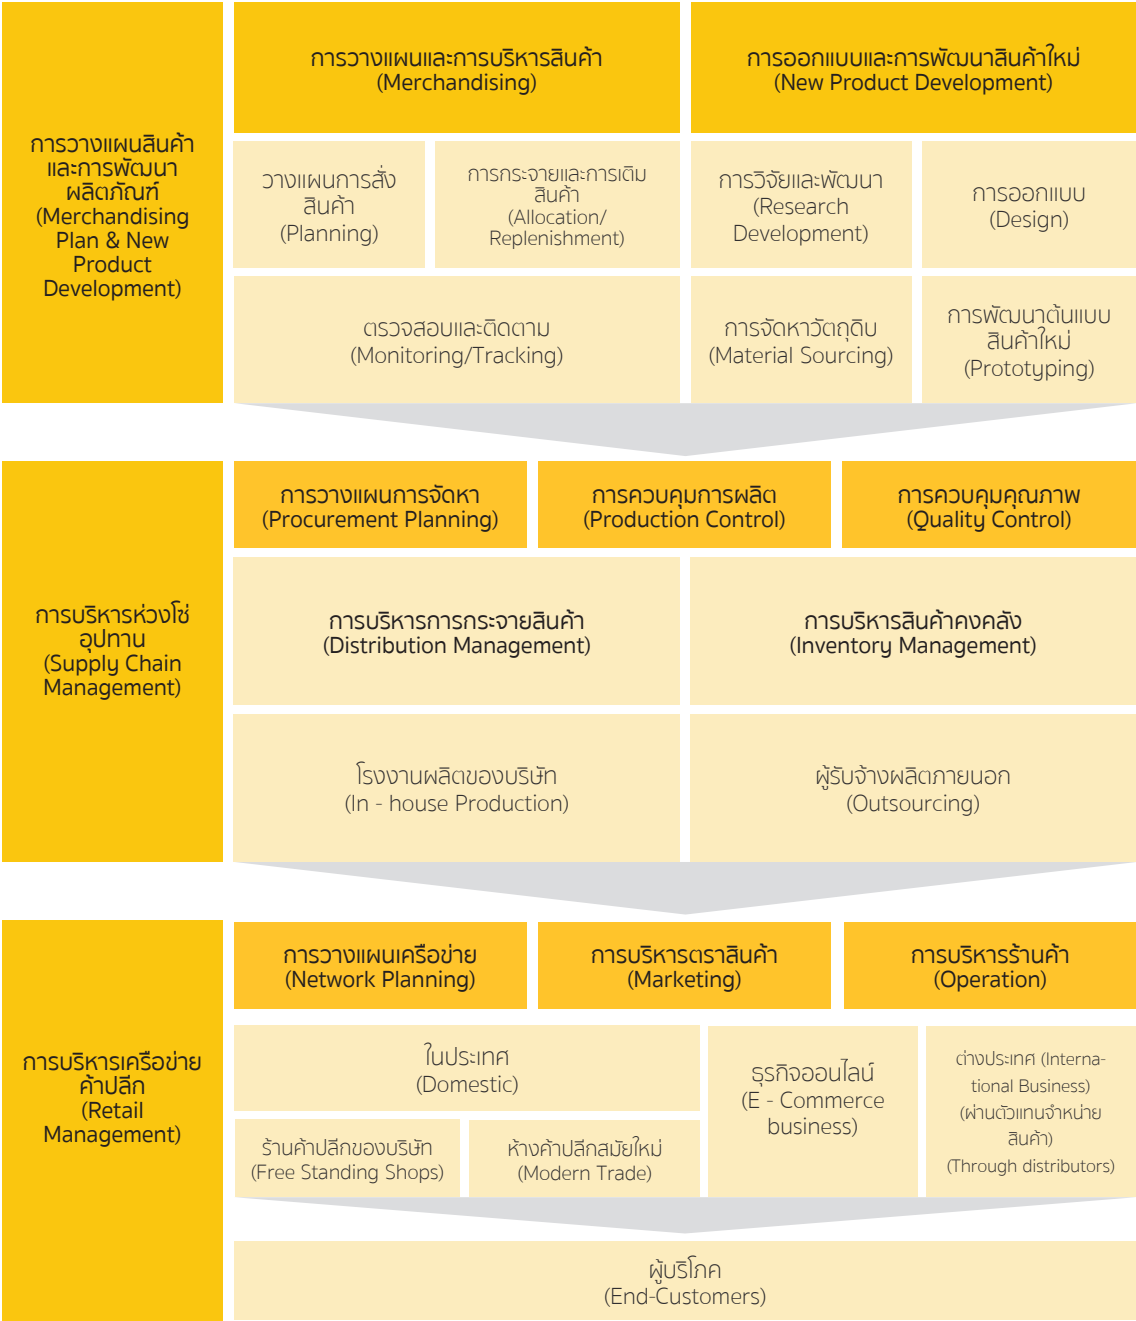 การวางแผนสินค้า
และการพัฒนา
ผลิตภัณฑ์
(Merchandising
Plan & New
Product
Development)
การวางแผนและการบริหารสินค้า
(Merchandising)
การออกแบบและการพัฒนาสินค้าใหม่
(New Product Development)
วางแผนการสั่ง
สินค้า
(Planning)
การกระจายและการเติม
สินค้า
(Allocation/
Replenishment)
การวิจัยและพัฒนา
(Research
Development)
การออกแบบ
(Design)
ตรวจสอบและติดตาม
(Monitoring/Tracking)
การจัดหาวัตถุดิบ
(Material Sourcing)
การพัฒนาต้นแบบ
สินค้าใหม่
(Prototyping)
การบริหารห่วงโซ่
อุปทาน
(Supply Chain
Management)
การวางแผนการจัดหา
(Procurement Planning)
การควบคุมการผลิต
(Production Control)
การควบคุมคุณภาพ
(Quality Control)
การบริหารการกระจายสินค้า
(Distribution Management)
การบริหารสินค้าคงคลัง
(Inventory Management)
โรงงานผลิตของบริษัท
(In - house Production)
ผู้รับจ้างผลิตภายนอก
(Outsourcing)
การบริหารเครือข่าย
ค้าปลีก
(Retail
Management)
การวางแผนเครือข่าย
(Network Planning)
การบริหารตราสินค้า
(Marketing)
การบริหารร้านค้า
(Operation)
ในประเทศ
(Domestic)
ร้านค้าปลีกของบริษัท
(Free Standing Shops)
ห้างค้าปลีกสมัยใหม่
(Modern Trade)
ธุรกิจออนไลน์
(E - Commerce
business)
ต่างประเทศ (Interna-
tional Business)
(ผ่านตัวแทนจำหน่าย
สินค้า)
(Through distributors)
ผู้บริโภค
(End-Customers)